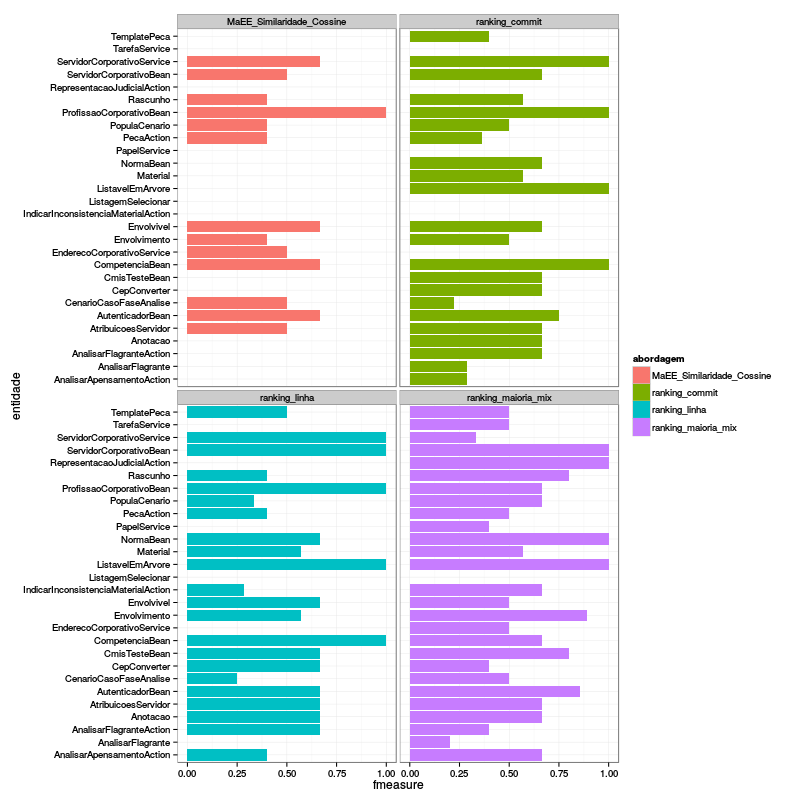 MaEE_Similaridade_Cossine
ranking_commit
TemplatePeca
TarefaService
ServidorCorporativoService
ServidorCorporativoBean
RepresentacaoJudicialAction
Rascunho
ProfissaoCorporativoBean
PopulaCenario
PecaAction
PapelService
NormaBean
Material
ListavelEmArvore
ListagemSelecionar
IndicarInconsistenciaMaterialAction
Envolvivel
Envolvimento
EnderecoCorporativoService
CompetenciaBean
CmisTesteBean
CepConverter
CenarioCasoFaseAnalise
AutenticadorBean
AtribuicoesServidor
Anotacao
AnalisarFlagranteAction
AnalisarFlagrante
AnalisarApensamentoAction
entidade
ranking_linha
ranking_maioria_mix
TemplatePeca
TarefaService
ServidorCorporativoService
ServidorCorporativoBean
RepresentacaoJudicialAction
Rascunho
ProfissaoCorporativoBean
PopulaCenario
PecaAction
PapelService
NormaBean
Material
ListavelEmArvore
ListagemSelecionar
IndicarInconsistenciaMaterialAction
Envolvivel
Envolvimento
EnderecoCorporativoService
CompetenciaBean
CmisTesteBean
CepConverter
CenarioCasoFaseAnalise
AutenticadorBean
AtribuicoesServidor
Anotacao
AnalisarFlagranteAction
AnalisarFlagrante
AnalisarApensamentoAction
0.00 0.25 0.50 0.75 1.00 0.00 0.25 0.50 0.75 1.00
fmeasure
abordagem
MaEE_Similaridade_Cossine
ranking_commit
ranking_linha
ranking_maioria_mix